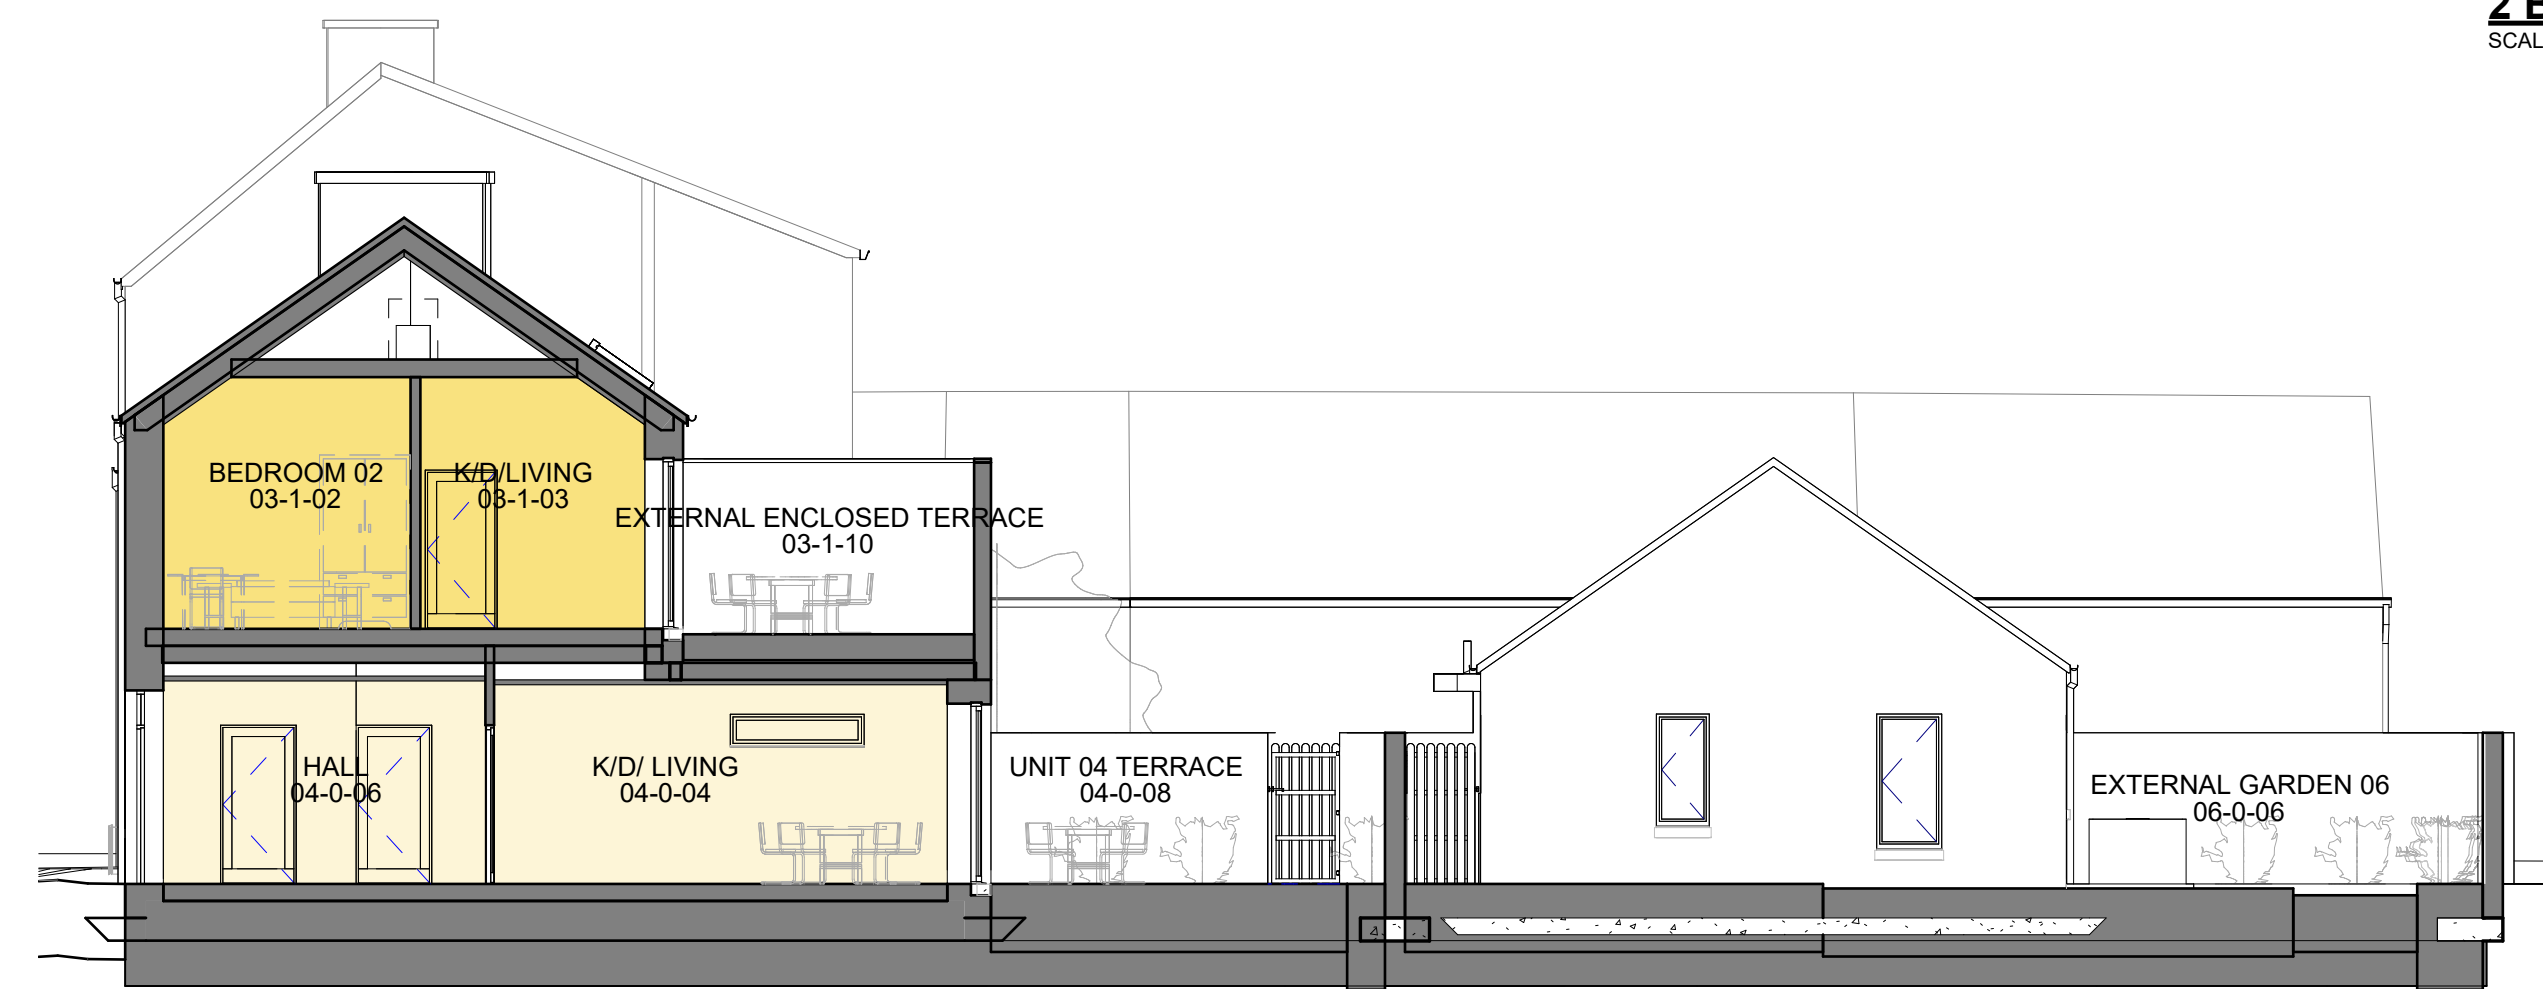 2 B
SCAL
BEDROOM 02
03-1-02
K/D/LIVING
03-1-03
EXTERNAL ENCLOSED TERRACE
03-1-10
HALL
04-0-06
K/D/ LIVING
04-0-04
UNIT 04 TERRACE
04-0-08
EXTERNAL GARDEN 06
06-0-06